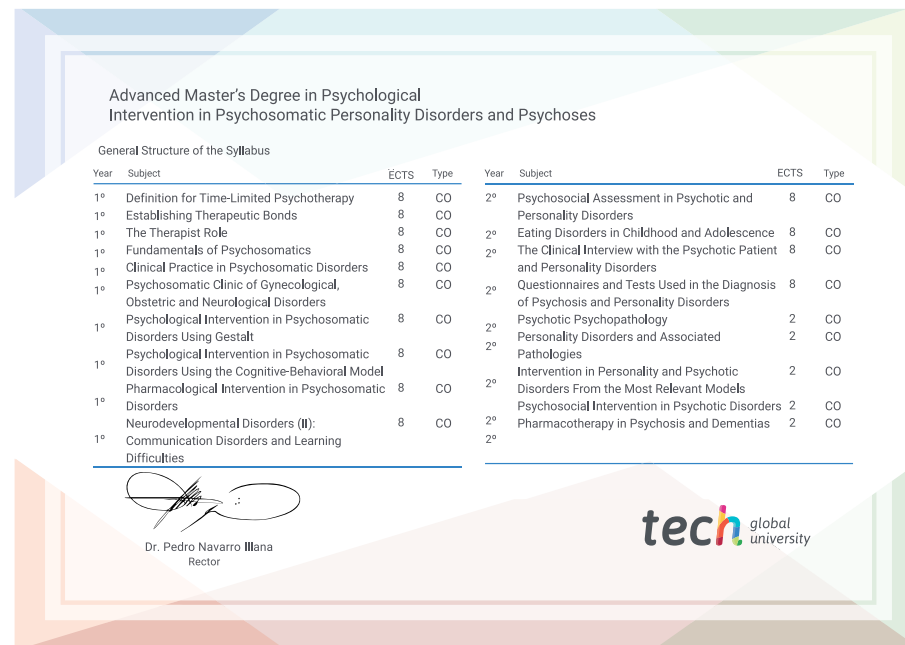 Advanced Master's Degree in Psychological
Intervention in Psychosomatic Personality Disorders and Psychoses
General Structure of the Syllabus
Year Subject ECTS Type
1º Definition for Time-Limited Psychotherapy 8 CO
1º Establishing Therapeutic Bonds 8 CO
1º The Therapist Role 8 CO
1º Fundamentals of Psychosomatics 8 CO
1º Clinical Practice in Psychosomatic Disorders 8 CO
1º Psychosomatic Clinic of Gynecological, 8 CO
Obstetric and Neurological Disorders
1º Psychological Intervention in Psychosomatic 8 CO
Disorders Using Gestalt
1º Psychological Intervention in Psychosomatic 8 CO
Disorders Using the Cognitive-Behavioral Model
1º Pharmacological Intervention in Psychosomatic 8 CO
Disorders
Neurodevelopmental Disorders (II): 8 CO
1º Communication Disorders and Learning
Difficulties
Year Subject ECTS Type
2º Psychosocial Assessment in Psychotic and 8 CO
Personality Disorders
2º Eating Disorders in Childhood and Adolescence 8 CO
2º The Clinical Interview with the Psychotic Patient 8 CO
and Personality Disorders
2º Questionnaires and Tests Used in the Diagnosis 8 CO
of Psychosis and Personality Disorders
2º Psychotic Psychopathology 2 CO
2º Personality Disorders and Associated 2 CO
Pathologies
2º Intervention in Personality and Psychotic 2 CO
Disorders From the Most Relevant Models
Psychosocial Intervention in Psychotic Disorders 2 CO
2º Pharmacotherapy in Psychosis and Dementias 2 CO
2º
Dr. Pedro Navarro Illana
Rector
tech global
university